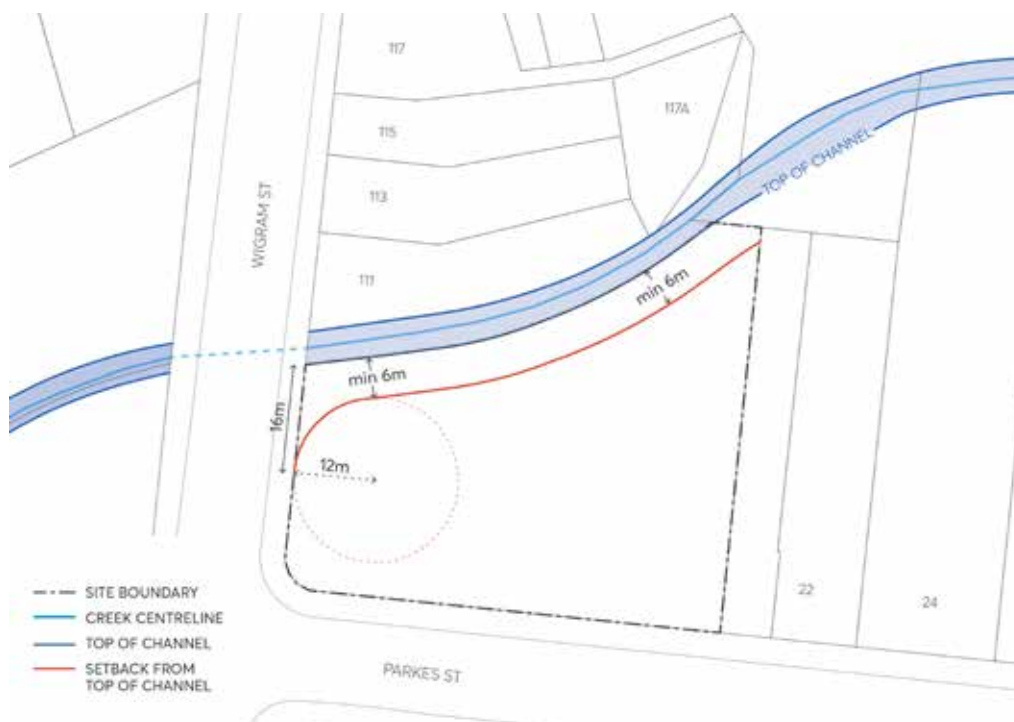 117
117A
115
TOP OF CHANNEL
113
WIGRAM ST
111
min 6m
min 6m
16m
12m
SITE BOUNDARY
CREEK CENTRELINE
TOP OF CHANNEL
SETBACK FROM
TOP OF CHANNEL
22
24
PARKES ST